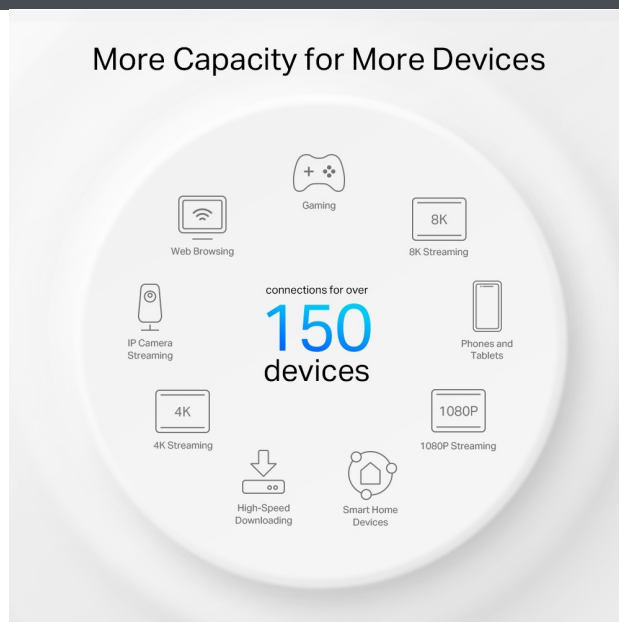 More Capacity for More Devices
Gaming
8K
8K Streaming
Web Browsing
connections for over
150
devices
IP Camera
Streaming
Phones and
Tablets
4K
4K Streaming
1080P
1080P Streaming
High-Speed
Downloading
Smart Home
Devices